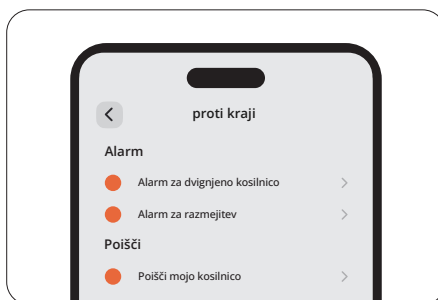 proti kraji
Alarm
Alarm za dvignjeno kosilnico
Alarm za razmejitev
Poišči
Poišči mojo kosilnico